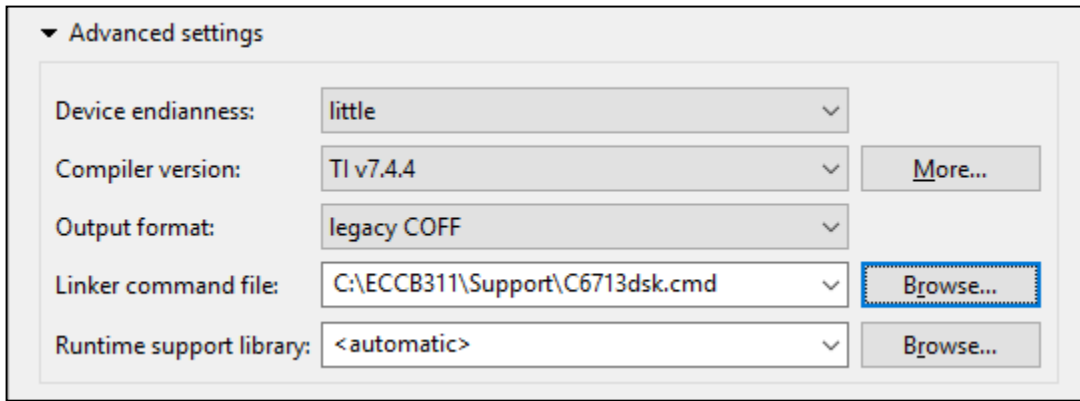 Advanced settings
Device endianness: little
Compiler version: TI v7.4.4 More...
Output format: legacy COFF
Linker command file: C:\ECCB311\Support\C6713dsk.cmd Browse...
Runtime support library: <automatic> Browse...